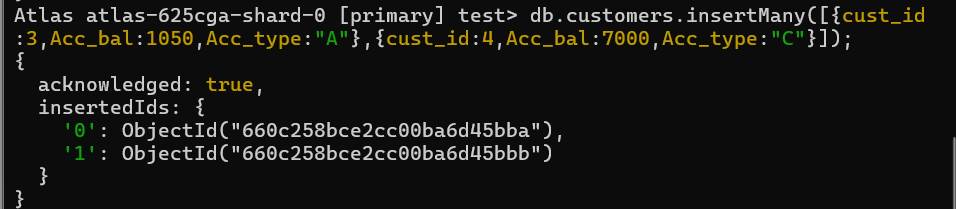 Atlas atlas-625cga-shard-0 [primary] test> db.customers.insertMany([{cust_id
:3,Acc_bal:1050,Acc_type:"A"},{cust_id:4,Acc_bal:7000,Acc_type:"C"}]);
{
  acknowledged: true,
  insertedIds: {
    '0': ObjectId("660c258bce2cc00ba6d45bba"),
    '1': ObjectId("660c258bce2cc00ba6d45bbb")
  }
}